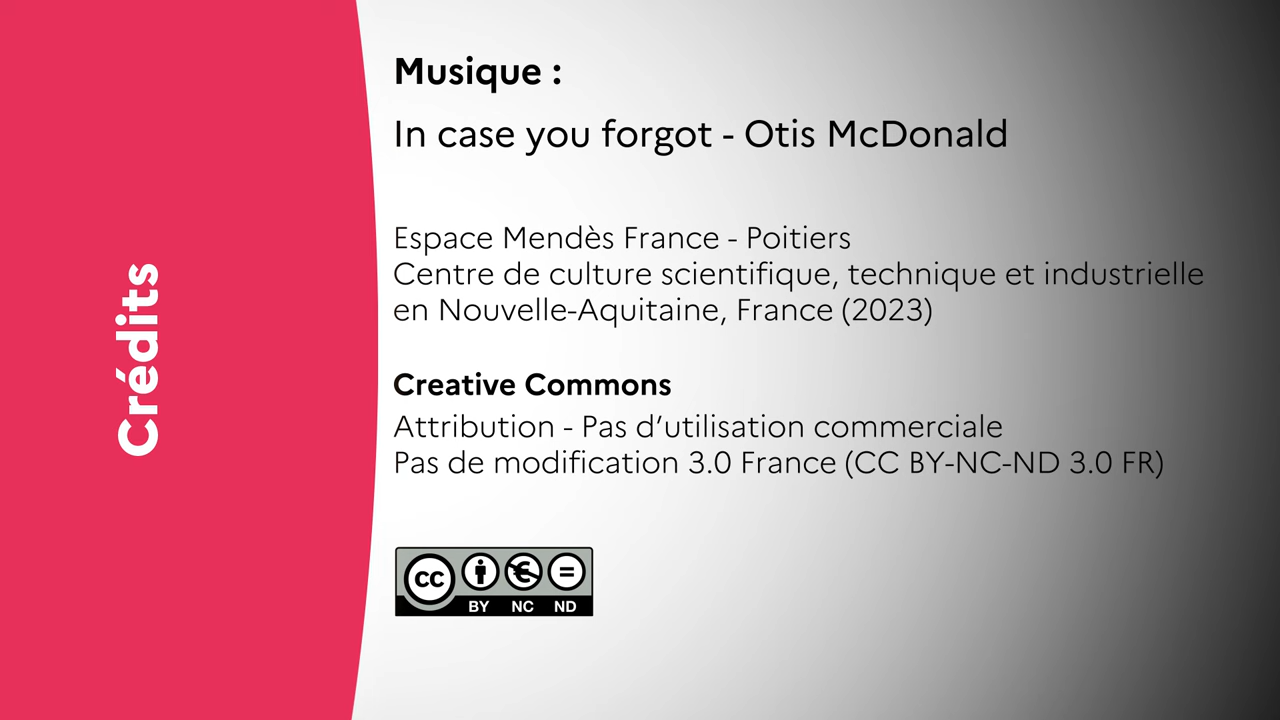 Crédits
Musique :
In case you forgot - Otis McDonald
Espace Mendès France - Poitiers
Centre de culture scientifique, technique et industrielle
en Nouvelle-Aquitaine, France (2023)
Creative Commons
Attribution - Pas d’utilisation commerciale
Pas de modification 3.0 France (CC BY-NC-ND 3.0 FR)
CC
BY NC ND